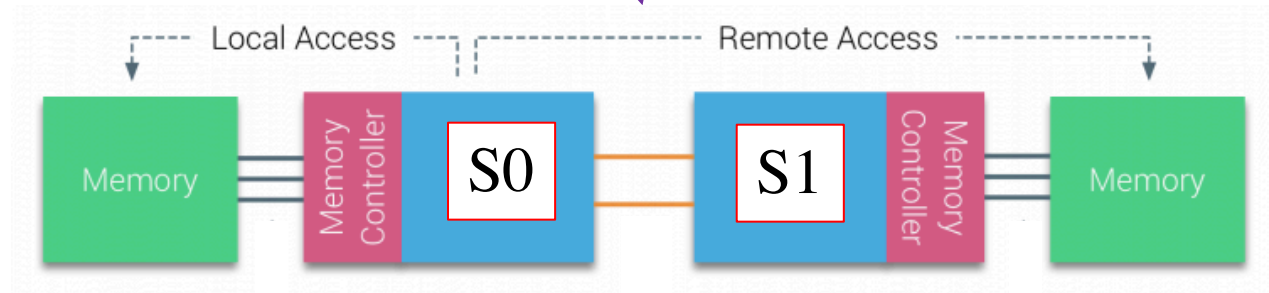 Local Access
Remote Access
Memory
Memory
Controller
S0
S1
Memory
Controller
Memory